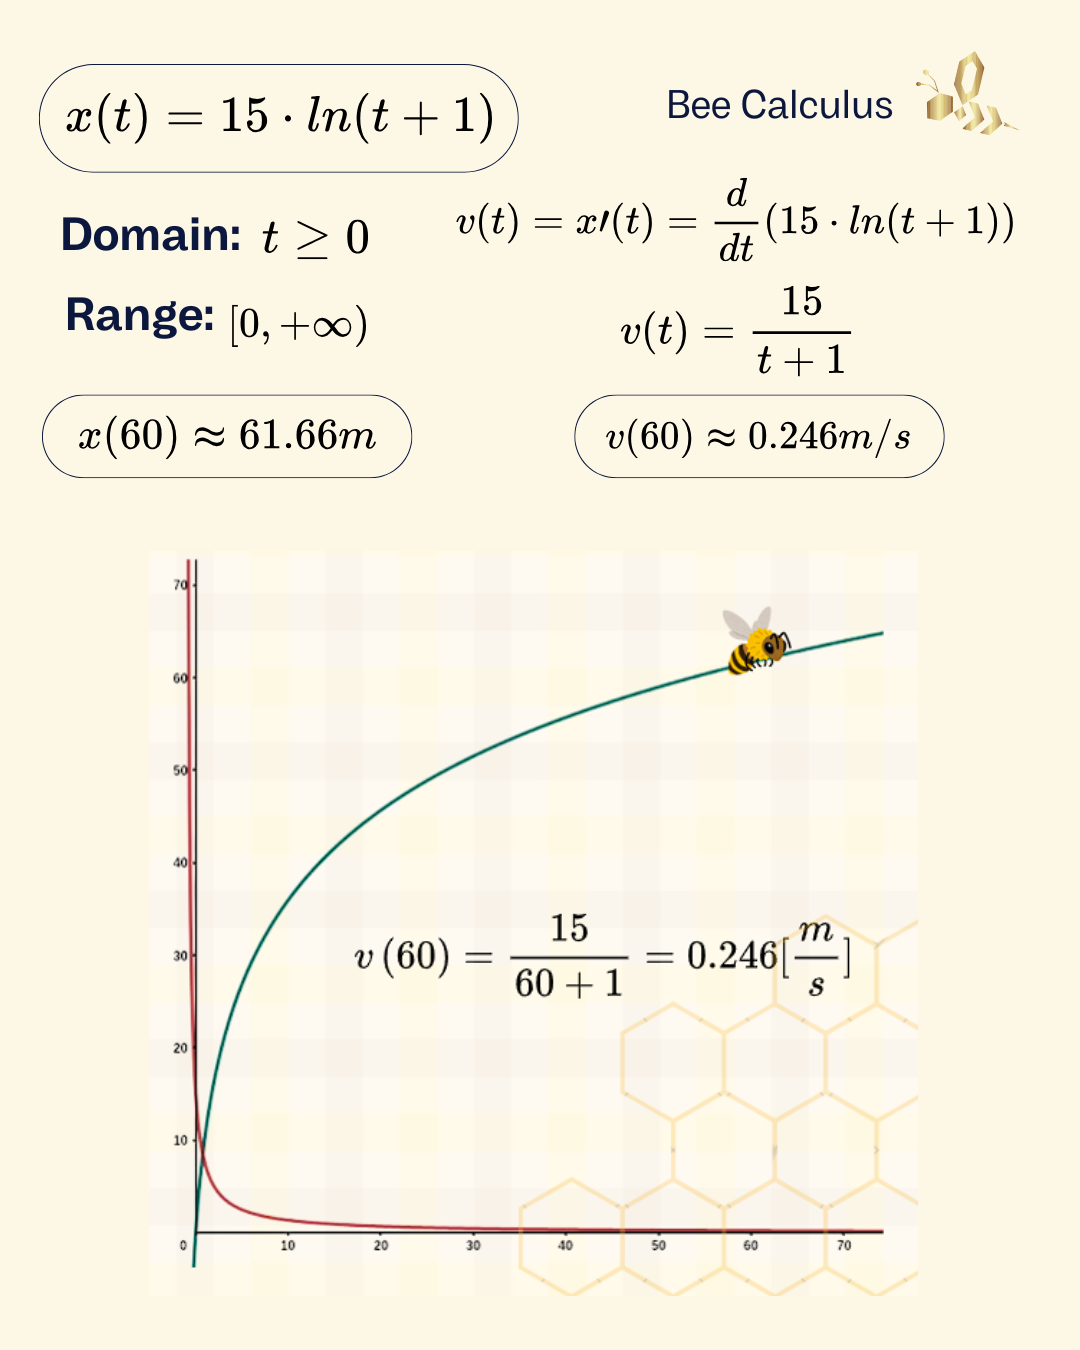 x(t) = 15 · ln(t + 1)
Bee Calculus
Domain: t ≥ 0
v(t) = x′(t) = d/dt (15 · ln(t + 1))
Range: [0, +∞)
v(t) = 15/(t + 1)
x(60) ≈ 61.66m
v(60) ≈ 0.246m/s
70
60
50
40
30
20
10
v (60) = 15/(60 + 1) = 0.246[m/s]
0 10 20 30 40 50 60 70